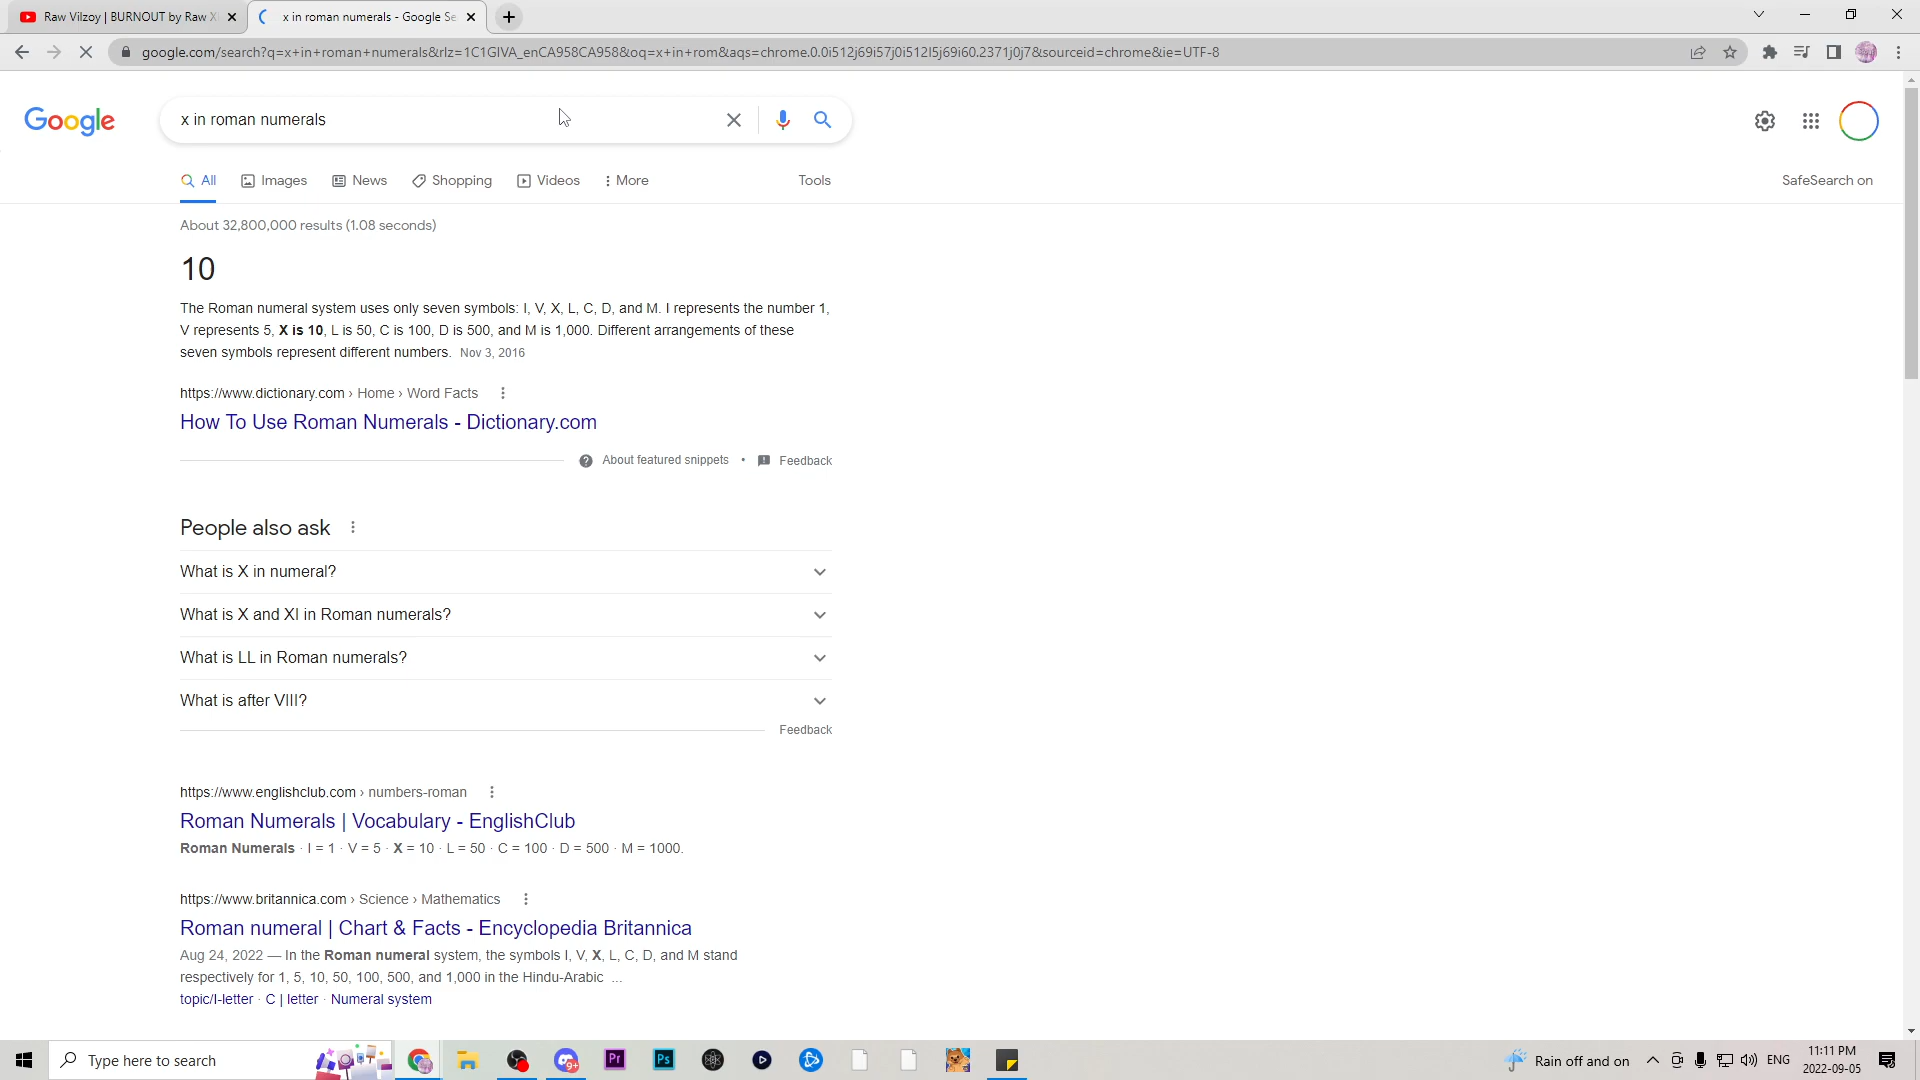 Raw Vilzoy | BURNOUT by Raw X
x in roman numerals - Google Se
google.com/search?q=x+in+roman+numerals&rlz=1C1GIVA_enCA958CA958&oq=x+in+rom&aqs=chrome.0.0i512j69i57j0i512l5j69i60.2371j0j7&sourceid=chrome&ie=UTF-8
Google
x in roman numerals
All Images News Shopping Videos More Tools SafeSearch on
About 32,800,000 results (1.08 seconds)
10
The Roman numeral system uses only seven symbols: I, V, X, L, C, D, and M. I represents the number 1,
V represents 5, X is 10, L is 50, C is 100, D is 500, and M is 1,000. Different arrangements of these
seven symbols represent different numbers. Nov 3, 2016
https://www.dictionary.com › Home › Word Facts
How To Use Roman Numerals - Dictionary.com
About featured snippets • Feedback
People also ask
What is X in numeral?
What is X and XI in Roman numerals?
What is LL in Roman numerals?
What is after VIII?
Feedback
https://www.englishclub.com › numbers-roman
Roman Numerals | Vocabulary - EnglishClub
Roman Numerals · I = 1 · V = 5 · X = 10 · L = 50 · C = 100 · D = 500 · M = 1000.
https://www.britannica.com › Science › Mathematics
Roman numeral | Chart & Facts - Encyclopedia Britannica
Aug 24, 2022 — In the Roman numeral system, the symbols I, V, X, L, C, D, and M stand
respectively for 1, 5, 10, 50, 100, 500, and 1,000 in the Hindu-Arabic ...
topic/I-letter · C | letter · Numeral system
Type here to search
9+
Pr
Ps
Rain off and on
ENG
11:11 PM
2022-09-05